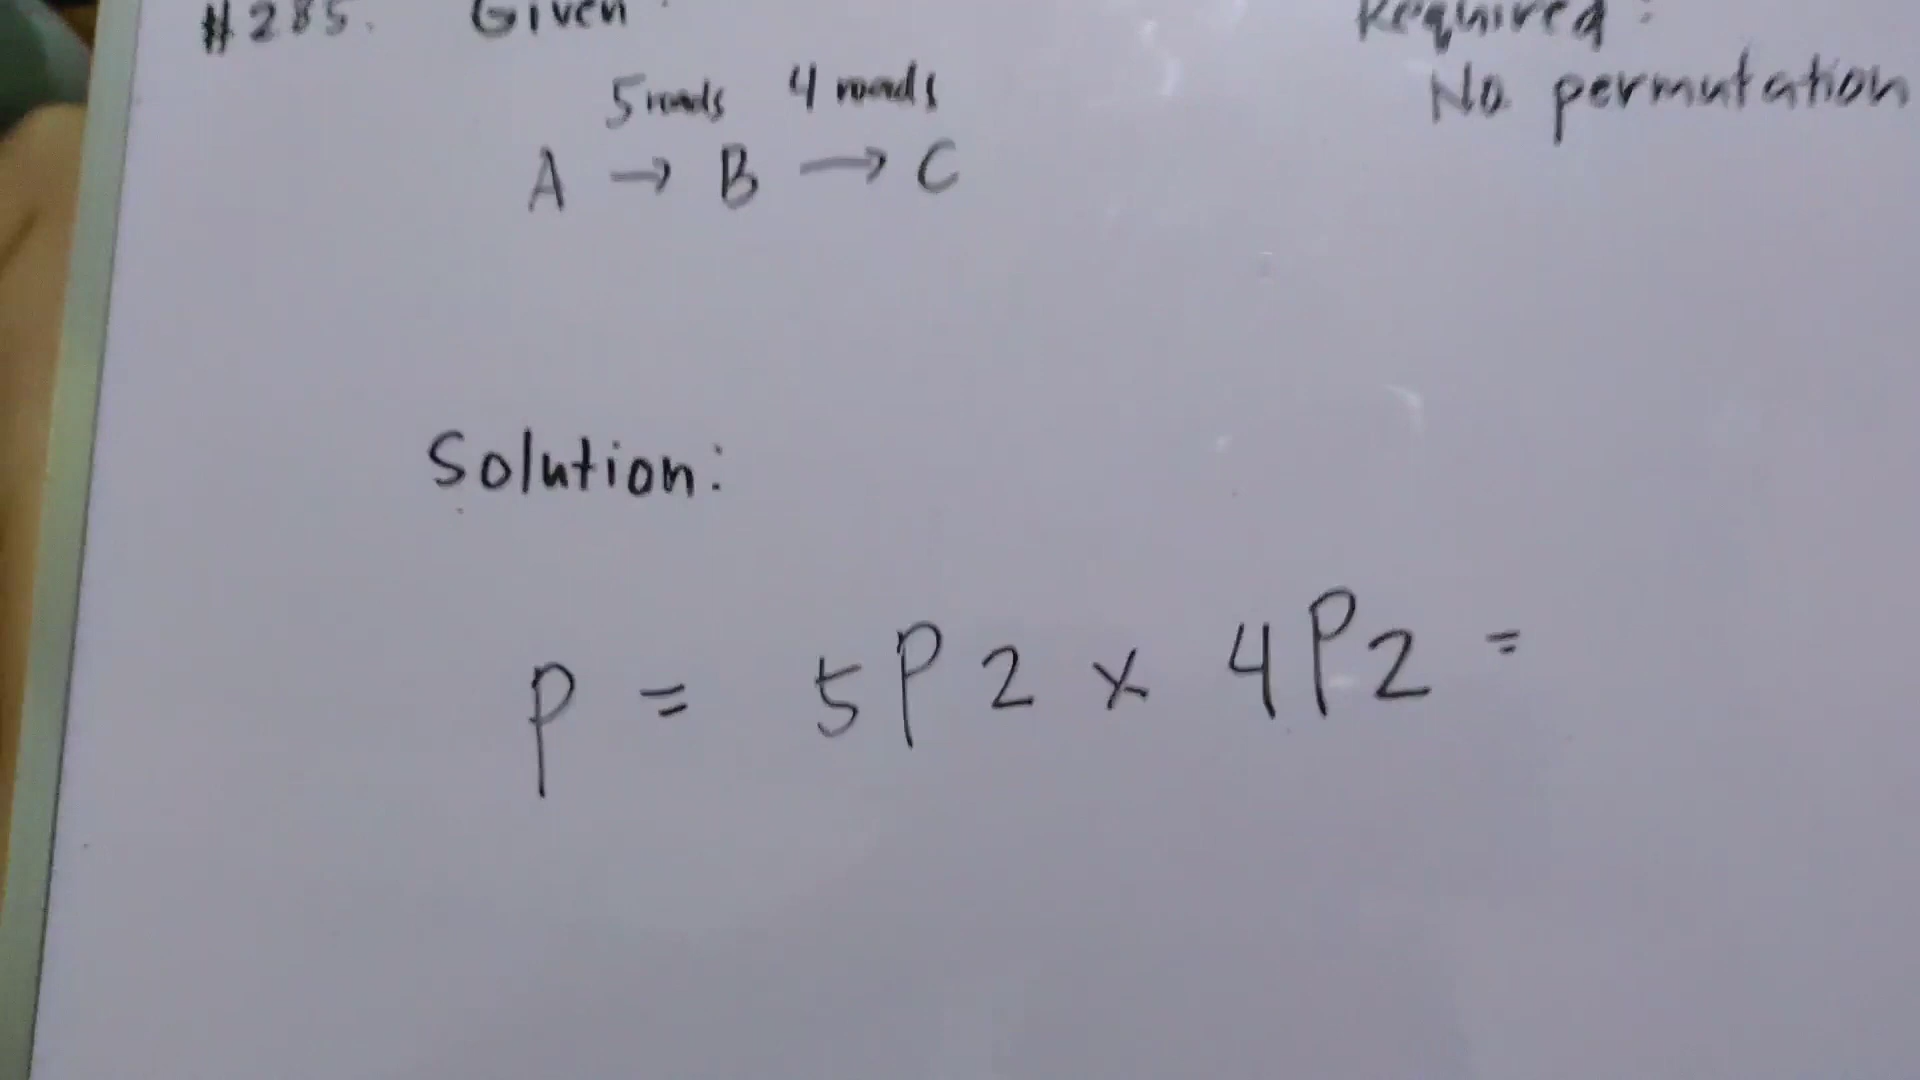 #285. Given
Required:
5 roads 4 roads
No. permutation
A → B → C
Solution:
P = 5P2 x 4P2 =